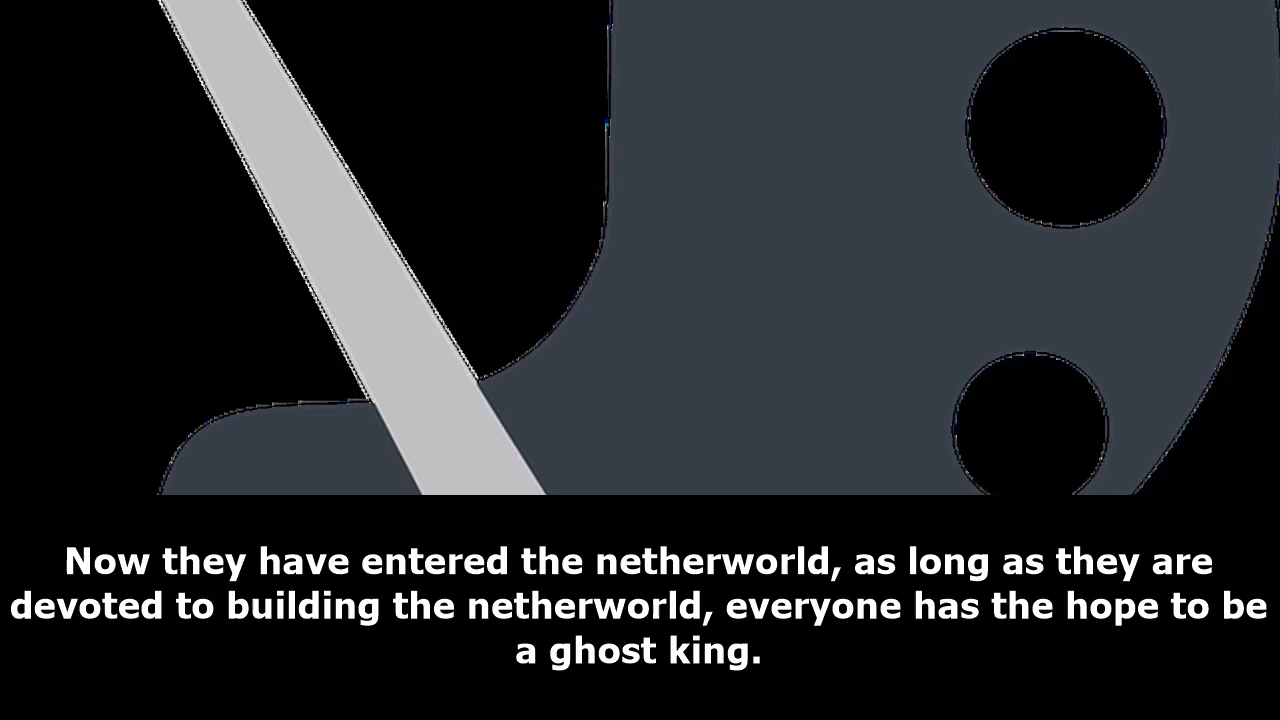 Now they have entered the netherworld, as long as they are
devoted to building the netherworld, everyone has the hope to be
a ghost king.